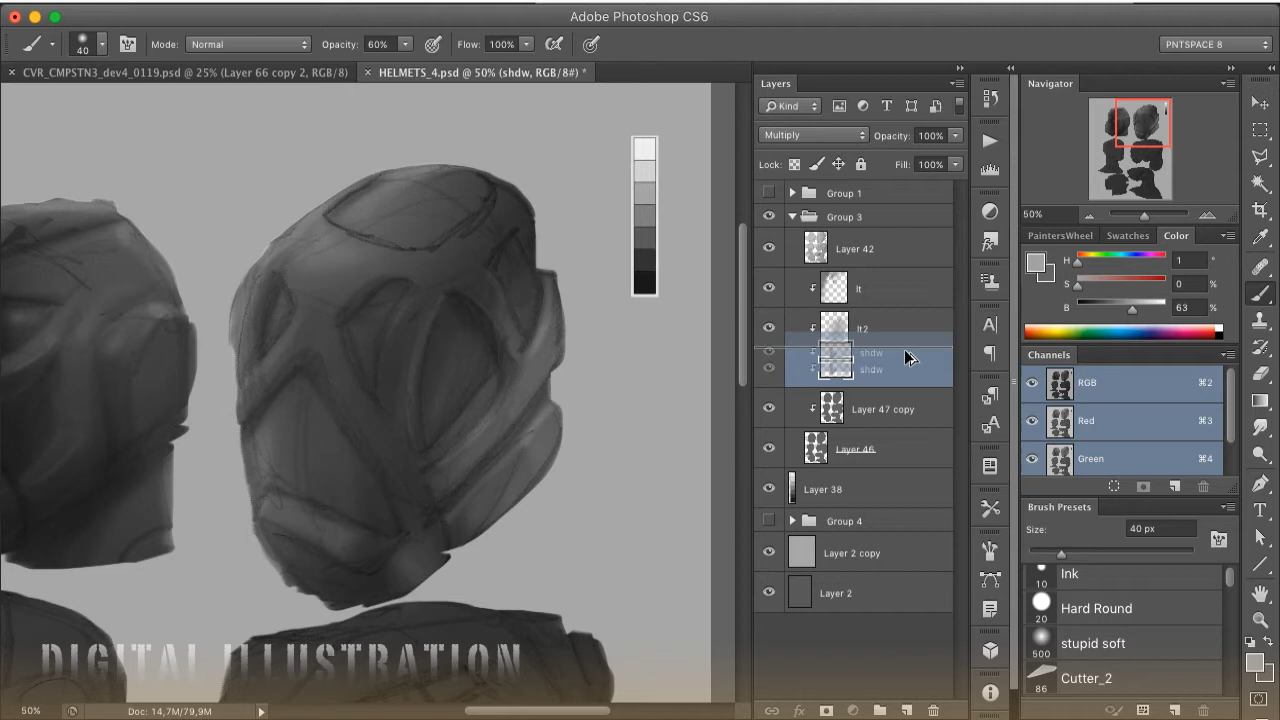 Adobe Photoshop CS6
40
Mode: Normal
Opacity: 60%
Flow: 100%
PNTSPACE 8
× CVR_CMPSTN3_dev4_0119.psd @ 25% (Layer 66 copy 2, RGB/8)
× HELMETS_4.psd @ 50% (shdw, RGB/8#) *
Layers
Kind
Multiply
Opacity: 100%
Lock:
Fill: 100%
Group 1
Group 3
Layer 42
lt
lt2
shdw
shdw
Layer 47 copy
Layer 46
Layer 38
Group 4
Layer 2 copy
Layer 2
Navigator
50%
PaintersWheel
Swatches
Color
H 1 °
S 0 %
B 63 %
Channels
RGB ⌘2
Red ⌘3
Green ⌘4
Brush Presets
Size: 40 px
10 Ink
20 Hard Round
500 stupid soft
86 Cutter_2
DIGITAL ILLUSTRATION
50%
Doc: 14,7M/79,9M